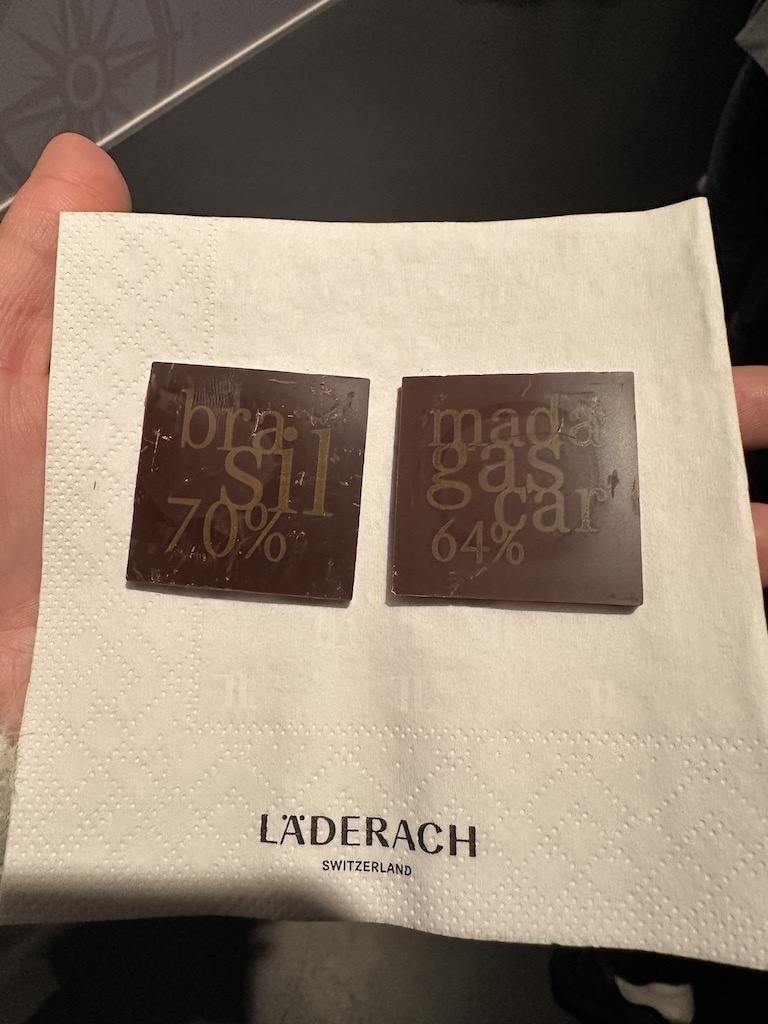 bra
sil
70%
mada
gas
car
64%
LÄDERACH
SWITZERLAND